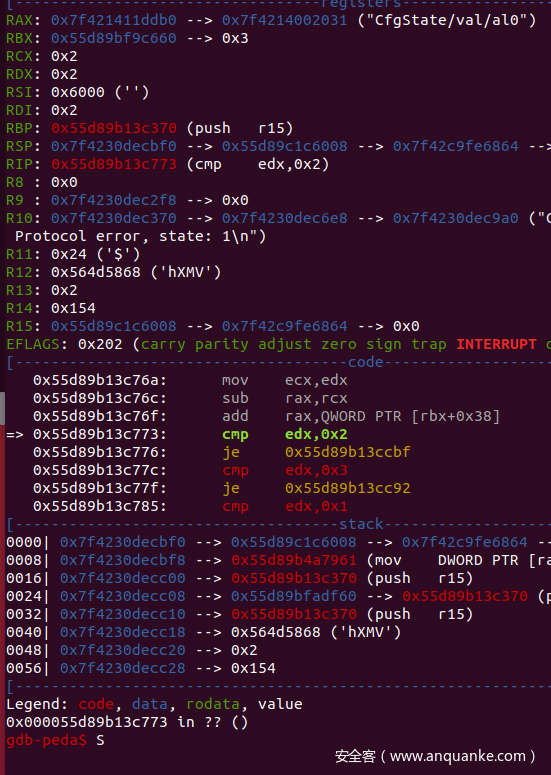 [----------------------------------registers-----------------
RAX: 0x7f421411ddb0 --> 0x7f4214002031 ("CfgState/val/al0")
RBX: 0x55d89bf9c660 --> 0x3
RCX: 0x2
RDX: 0x2
RSI: 0x6000 ('')
RDI: 0x2
RBP: 0x55d89b13c370 (push   r15)
RSP: 0x7f4230decbf0 --> 0x55d89c1c6008 --> 0x7f42c9fe6864 -->
RIP: 0x55d89b13c773 (cmp    edx,0x2)
R8 : 0x0
R9 : 0x7f4230dec2f8 --> 0x0
R10: 0x7f4230dec370 --> 0x7f4230dec6e8 --> 0x7f4230dec9a0 ("C
 Protocol error, state: 1\n")
R11: 0x24 ('$')
R12: 0x564d5868 ('hXMV')
R13: 0x2
R14: 0x154
R15: 0x55d89c1c6008 --> 0x7f42c9fe6864 --> 0x0
EFLAGS: 0x202 (carry parity adjust zero sign trap INTERRUPT
[-------------------------------------code--------------------
   0x55d89b13c76a:	mov    ecx,edx
   0x55d89b13c76c:	sub    rax,rcx
   0x55d89b13c76f:	add    rax,QWORD PTR [rbx+0x38]
=> 0x55d89b13c773:	cmp    edx,0x2
   0x55d89b13c776:	je     0x55d89b13ccbf
   0x55d89b13c77c:	cmp    edx,0x3
   0x55d89b13c77f:	je     0x55d89b13cc92
   0x55d89b13c785:	cmp    edx,0x1
[------------------------------------stack--------------------
0000| 0x7f4230decbf0 --> 0x55d89c1c6008 --> 0x7f42c9fe6864 --
0008| 0x7f4230decbf8 --> 0x55d89b4a7961 (mov    DWORD PTR [ra
0016| 0x7f4230decc00 --> 0x55d89b13c370 (push   r15)
0024| 0x7f4230decc08 --> 0x55d89bfadf60 --> 0x55d89b13c370 (p
0032| 0x7f4230decc10 --> 0x55d89b13c370 (push   r15)
0040| 0x7f4230decc18 --> 0x564d5868 ('hXMV')
0048| 0x7f4230decc20 --> 0x2
0056| 0x7f4230decc28 --> 0x154
[-------------------------------------------------------------
Legend: code, data, rodata, value
0x000055d89b13c773 in ?? ()
gdb-peda$ S
安全客（www.anquanke.com）